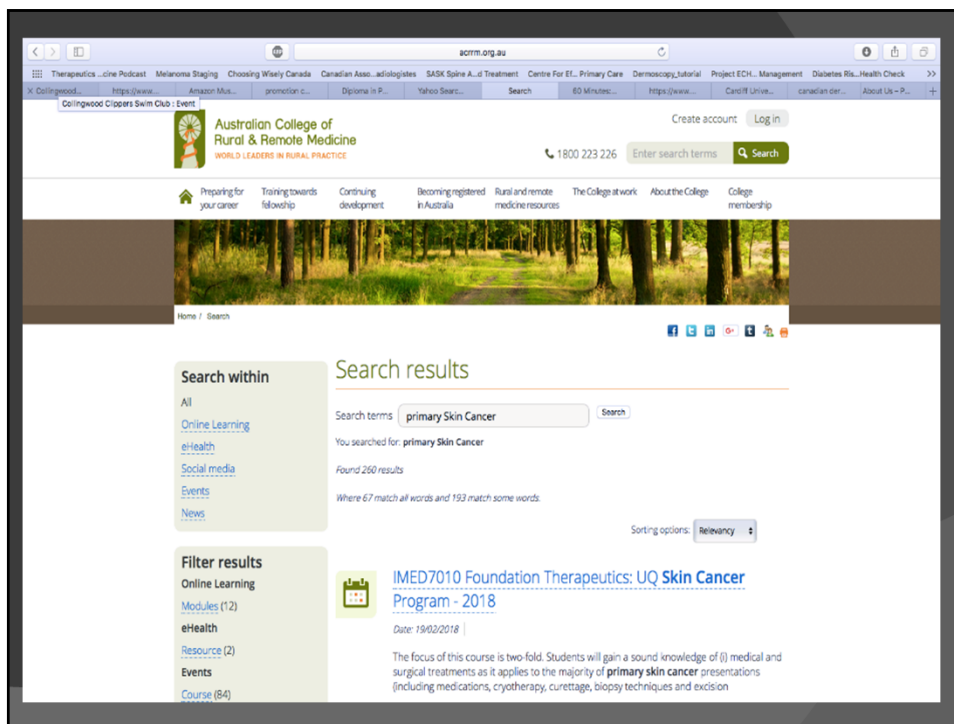 acrrm.org.au
Therapeutics ...cine Podcast Melanoma Staging Choosing Wisely Canada Canadian Asso...adiologistes SASK Spine A...d Treatment Centre For Ef... Primary Care Dermoscopy_tutorial Project ECH... Management Diabetes Ris...Health Check >>
X Collingwood... https://www... Amazon Mus... promotion c... Diploma in P... Yahoo Searc... Search 60 Minutes:... https://www... Cardiff Unive... canadian der... About Us – P... +
Collingwood Clippers Swim Club : Event
Create account Log in
Australian College of
Rural & Remote Medicine
WORLD LEADERS IN RURAL PRACTICE
1800 223 226 Enter search terms Search
Preparing for your career
Training towards fellowship
Continuing development
Becoming registered in Australia
Rural and remote medicine resources
The College at work
About the College
College membership
Home / Search
Search within
All
Online Learning
eHealth
Social media
Events
News
Filter results
Online Learning
Modules (12)
eHealth
Resource (2)
Events
Course (84)
Search results
Search terms primary Skin Cancer Search
You searched for: primary Skin Cancer
Found 260 results
Where 67 match all words and 193 match some words.
Sorting options: Relevancy
IMED7010 Foundation Therapeutics: UQ Skin Cancer
Program - 2018
Date: 19/02/2018
The focus of this course is two-fold. Students will gain a sound knowledge of (i) medical and
surgical treatments as it applies to the majority of primary skin cancer presentations
(including medications, cryotherapy, curettage, biopsy techniques and excision